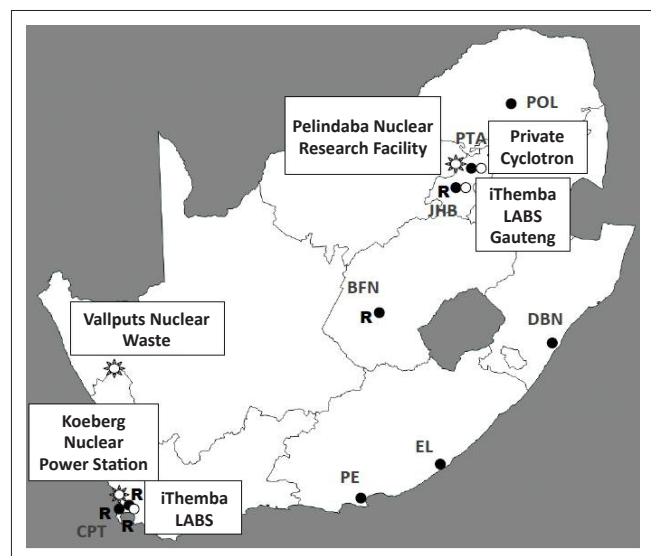 POL
Pelindaba Nuclear
Research Facility
PTA
Private
Cyclotron
R
JHB
iThemba
LABS
Gauteng
BFN
R
DBN
Vallputs Nuclear
Waste
Koeberg
Nuclear
Power Station
EL
PE
R
R
iThemba
LABS
CPT
R